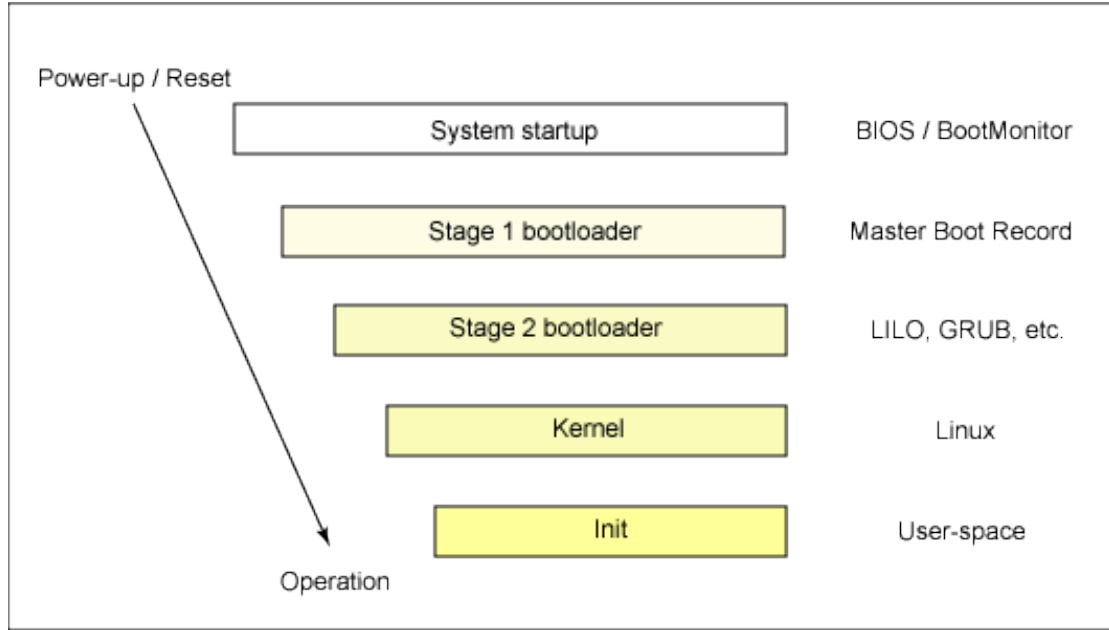 Power-up / Reset
System startup
BIOS / BootMonitor
Stage 1 bootloader
Master Boot Record
Stage 2 bootloader
LILO, GRUB, etc.
Kernel
Linux
Init
User-space
Operation